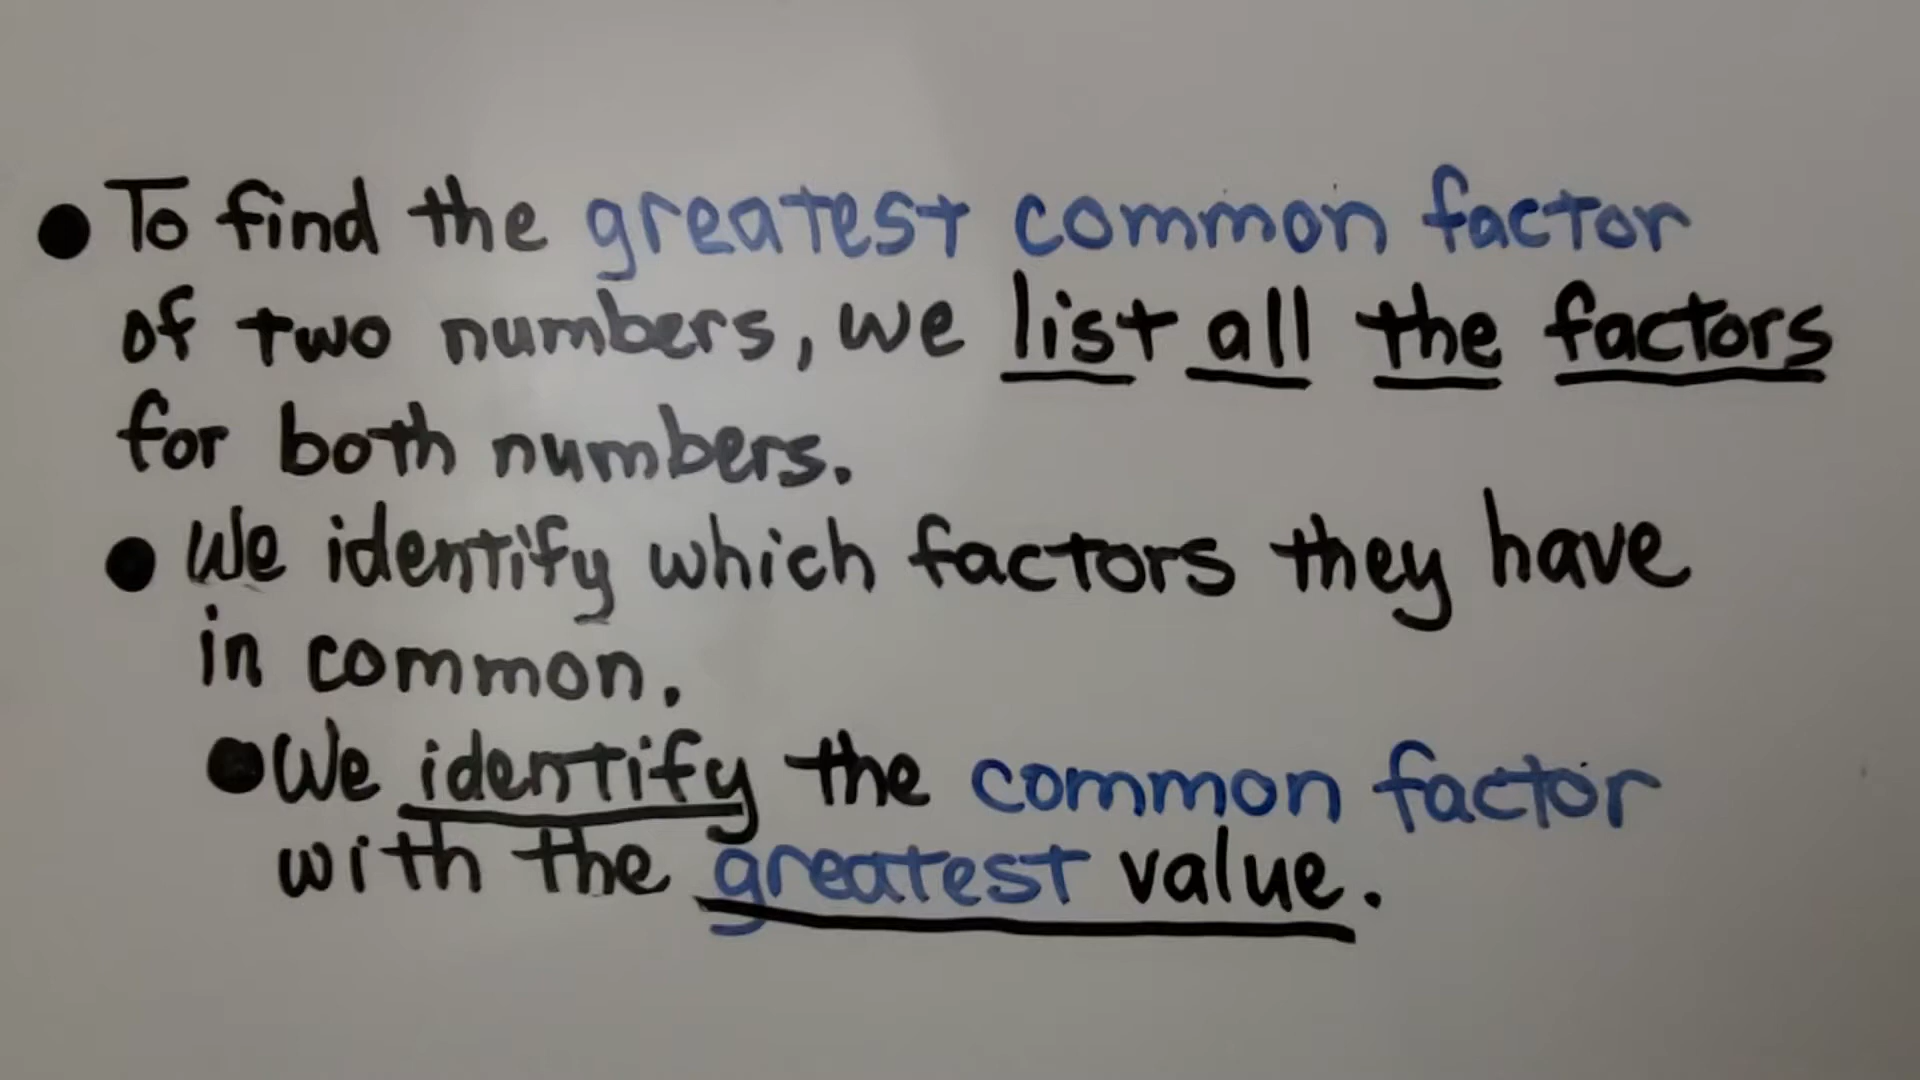 • To find the greatest common factor
of two numbers, we list all the factors
for both numbers.
• We identify which factors they have
in common.
• We identify the common factor
with the greatest value.